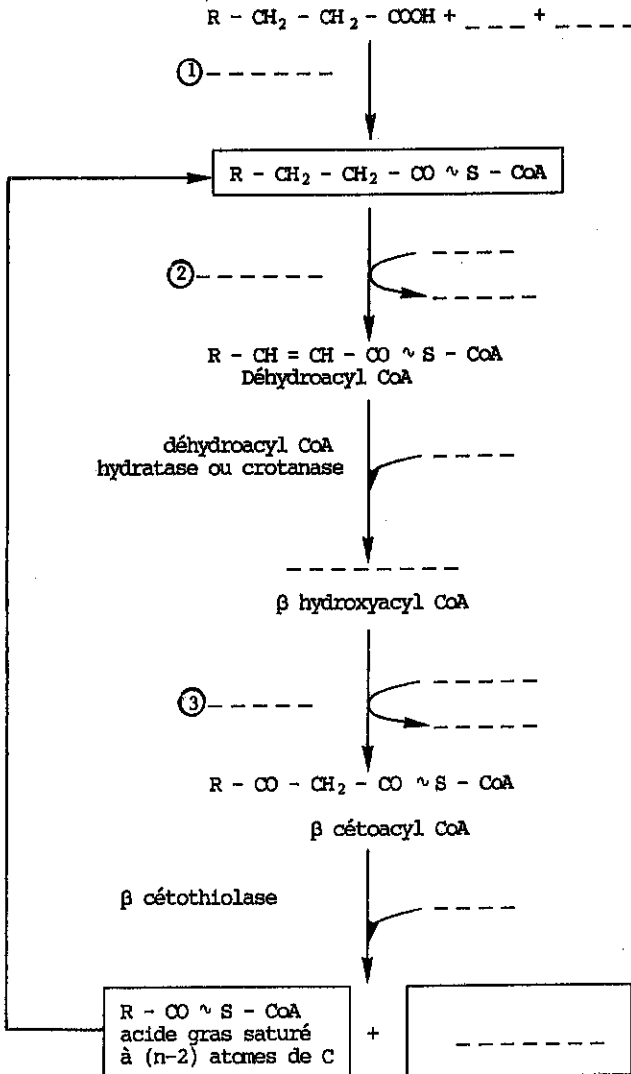 R - CH₂ - CH₂ - COOH + _ _ _ + _ _ _ _
① _ _ _ _ _ _
R - CH₂ - CH₂ - CO ~ S - CoA
_ _ _ _ _
② _ _ _ _ _ _
_ _ _ _ _
R - CH = CH - CO ~ S - CoA
Déhydroacyl CoA
déhydroacyl CoA
hydratase ou crotanase
_ _ _ _ _
_ _ _ _ _ _ _ _
β hydroxyacyl CoA
_ _ _ _ _
③ _ _ _ _ _ _
_ _ _ _ _
R - CO - CH₂ - CO ~ S - CoA
β cétoacyl CoA
β cétothiolase
_ _ _ _ _
R - CO ~ S - CoA
acide gras saturé
à (n-2) atomes de C
+
_ _ _ _ _ _ _